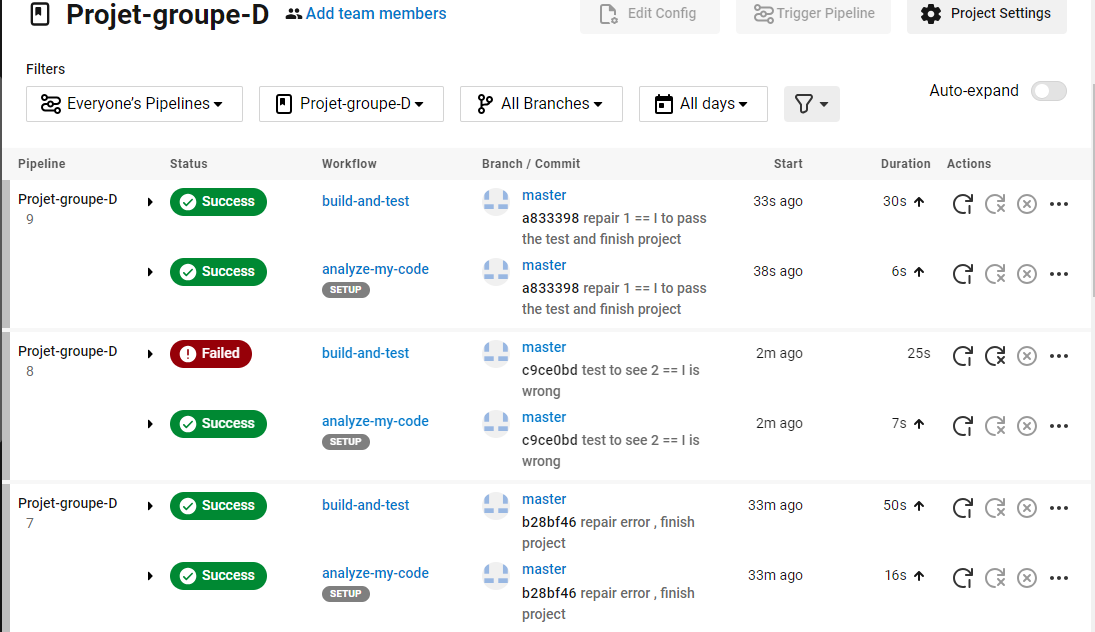 Projet-groupe-D Add team members Edit Config Trigger Pipeline Project Settings
Filters
Everyone's Pipelines Projet-groupe-D All Branches All days Auto-expand
Pipeline Status Workflow Branch / Commit Start Duration Actions
Projet-groupe-D Success build-and-test master 33s ago 30s
9 a833398 repair 1 == I to pass
the test and finish project
Success analyze-my-code master 38s ago 6s
SETUP a833398 repair 1 == I to pass
the test and finish project
Projet-groupe-D Failed build-and-test master 2m ago 25s
8 c9ce0bd test to see 2 == I is
wrong
Success analyze-my-code master 2m ago 7s
SETUP c9ce0bd test to see 2 == I is
wrong
Projet-groupe-D Success build-and-test master 33m ago 50s
7 b28bf46 repair error , finish
project
Success analyze-my-code master 33m ago 16s
SETUP b28bf46 repair error , finish
project